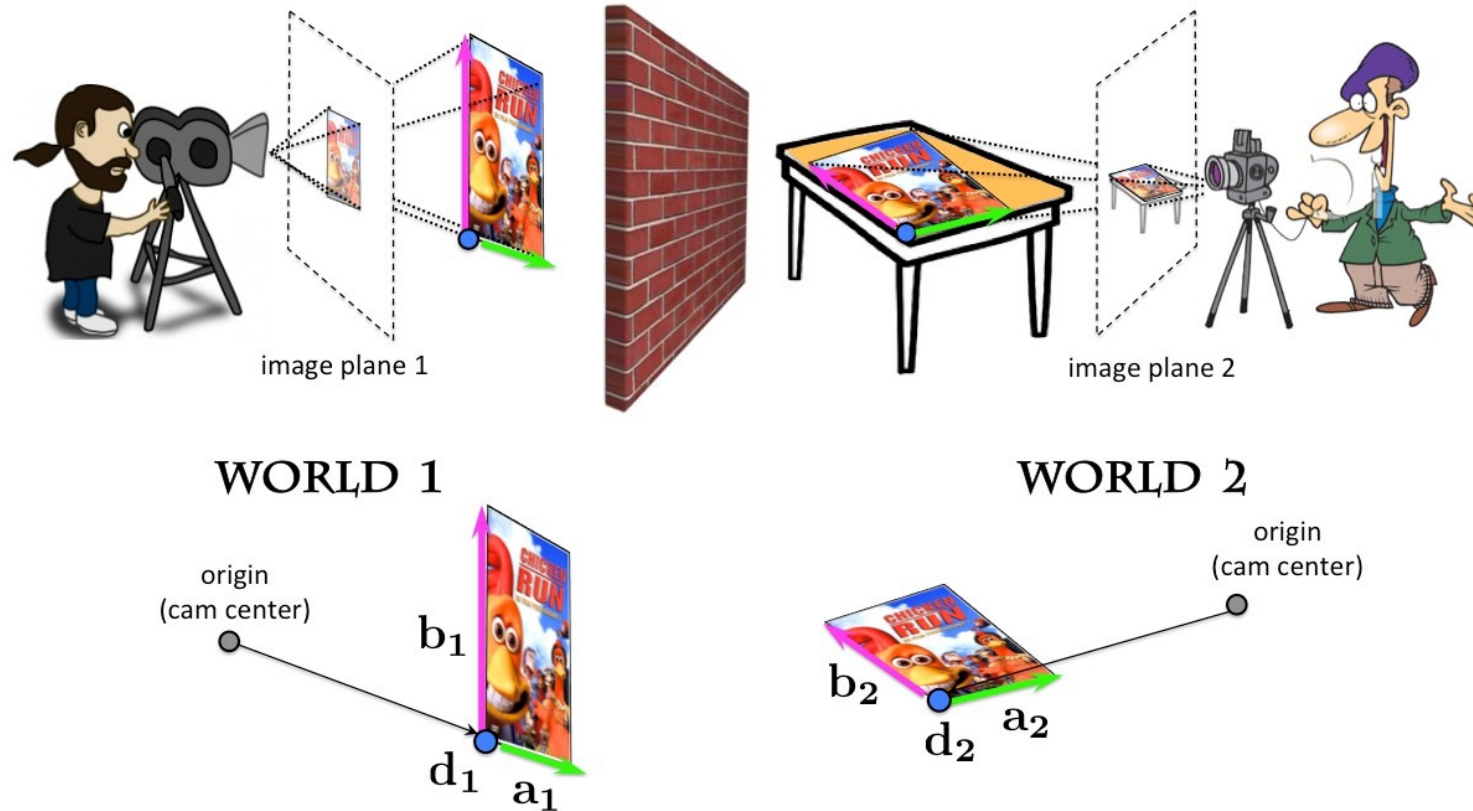 CHICKEN
RUN
CHICKEN
RUN
image plane 1
image plane 2
WORLD 1
WORLD 2
origin
(cam center)
origin
(cam center)
CHICKEN
RUN
CHICKEN
RUN
b₁
b₂
a₂
d₂
d₁
a₁